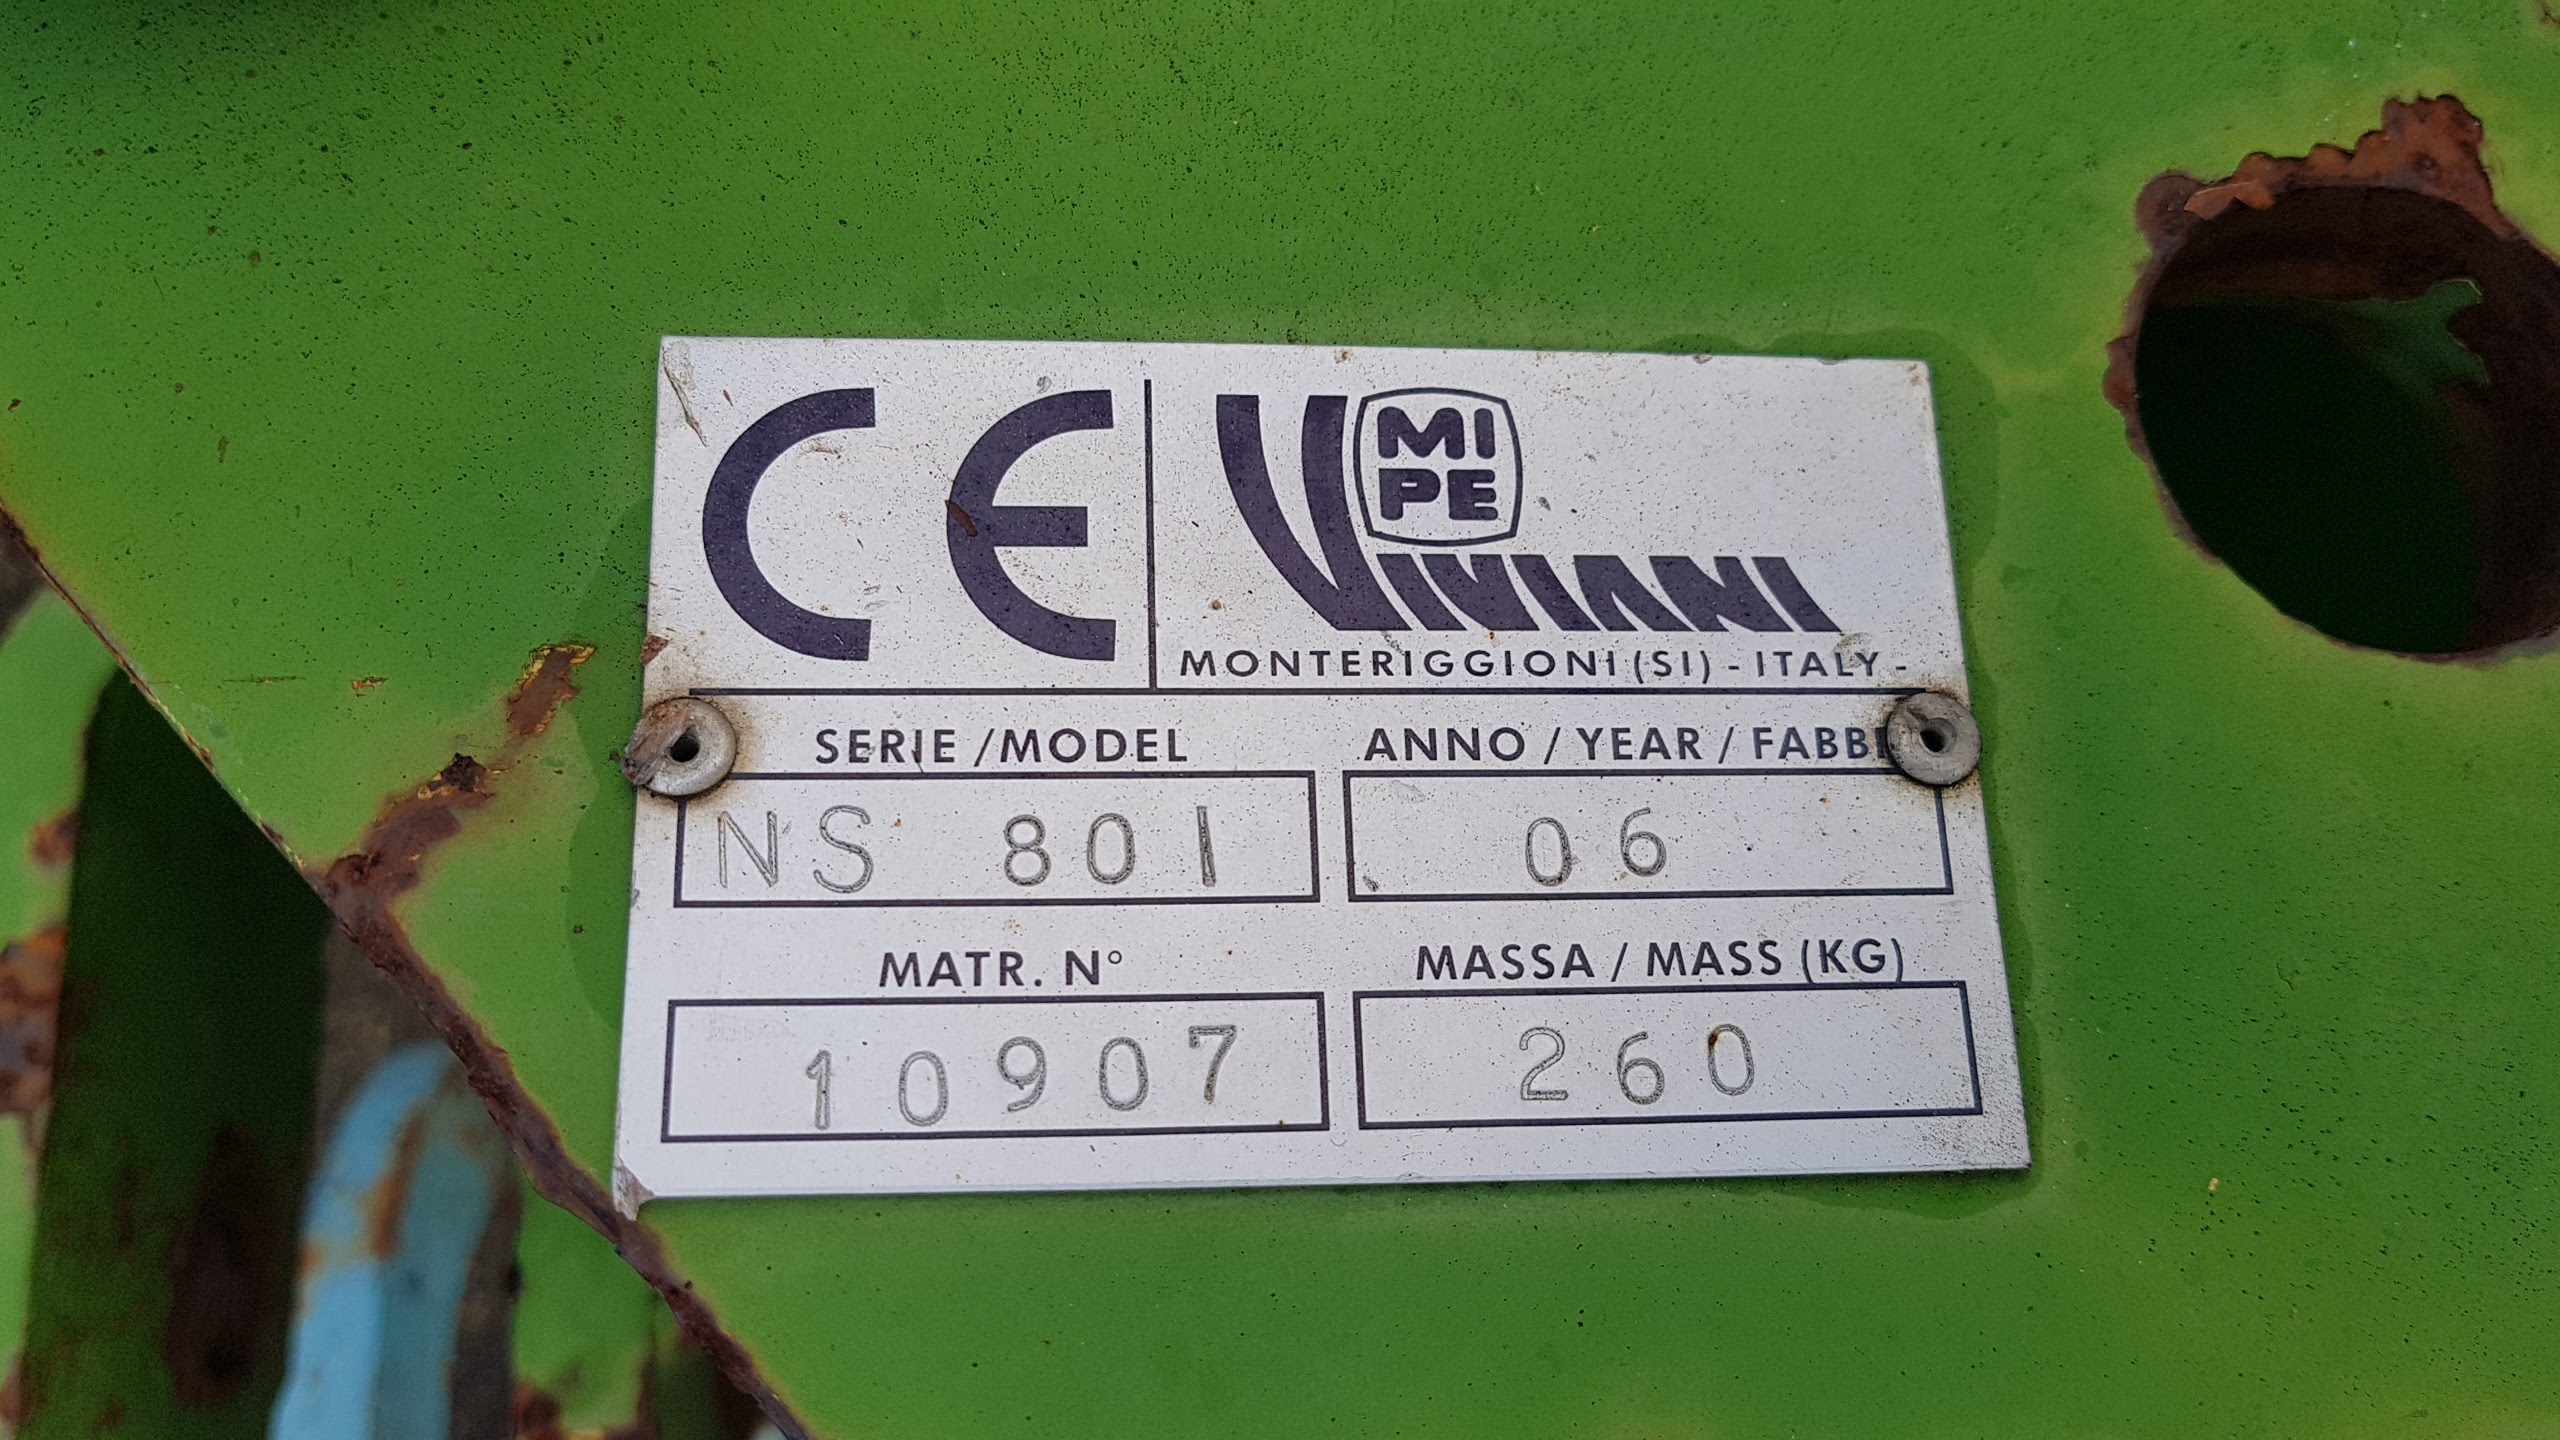 CE
MI
PE
VIVIANI
MONTERIGGIONI (SI) - ITALY -
SERIE /MODEL
ANNO / YEAR / FABB
NS 801
06
MATR. N°
MASSA / MASS (KG)
10907
260